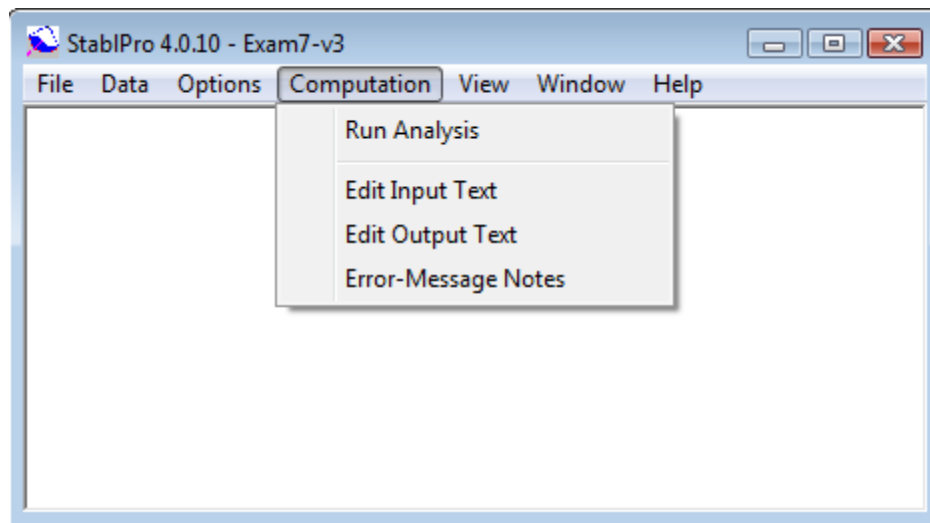 StablPro 4.0.10 - Exam7-v3
File Data Options Computation View Window Help
Run Analysis
Edit Input Text
Edit Output Text
Error-Message Notes